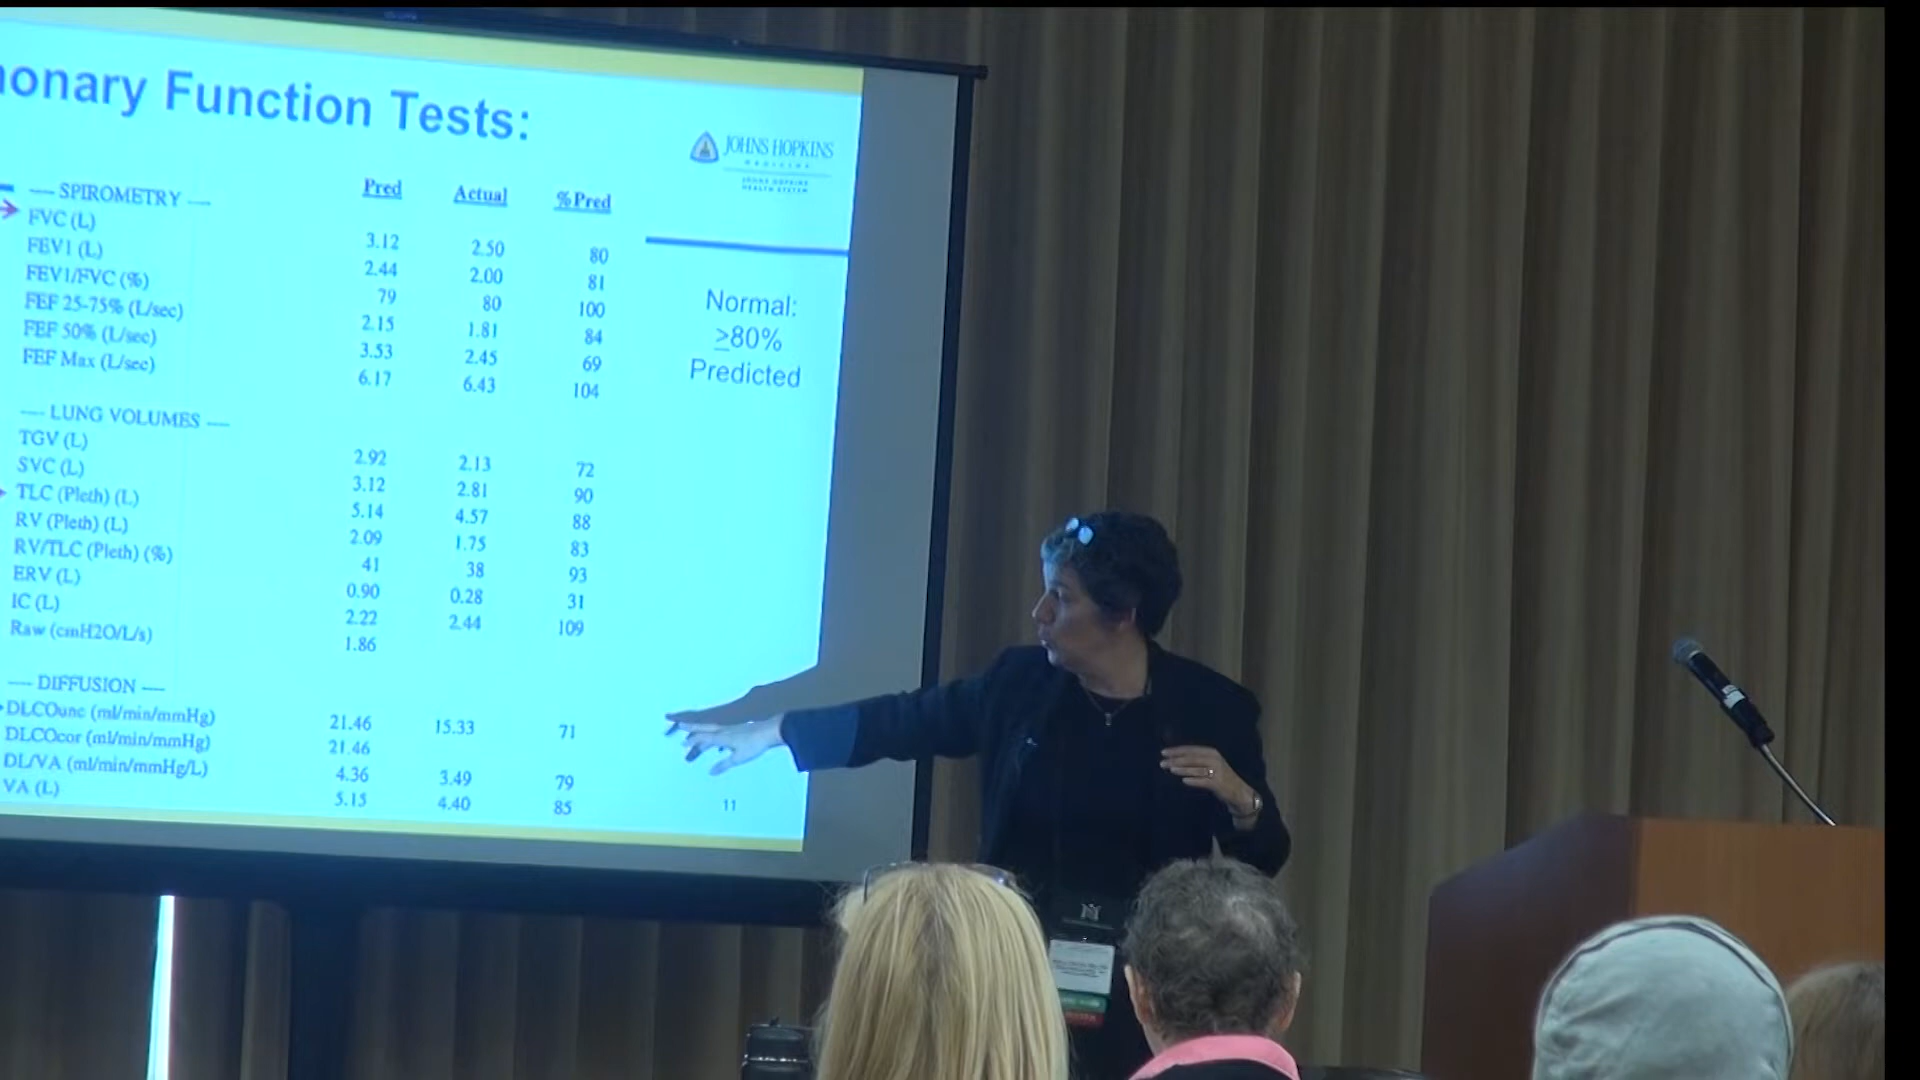 monary Function Tests:
JOHNS HOPKINS
MEDICINE
JOHNS HOPKINS
HEALTH SYSTEM
Pred Actual %Pred
---- SPIROMETRY ----
FVC (L) 3.12 2.50 80
FEV1 (L) 2.44 2.00 81
FEV1/FVC (%) 79 80 100
FEF 25-75% (L/sec) 2.15 1.81 84
FEF 50% (L/sec) 3.53 2.45 69
FEF Max (L/sec) 6.17 6.43 104
Normal:
≥80%
Predicted
---- LUNG VOLUMES ----
TGV (L) 2.92 2.13 72
SVC (L) 3.12 2.81 90
TLC (Pleth) (L) 5.14 4.57 88
RV (Pleth) (L) 2.09 1.75 83
RV/TLC (Pleth) (%) 41 38 93
ERV (L) 0.90 0.28 31
IC (L) 2.22 2.44 109
Raw (cmH2O/L/s) 1.86
---- DIFFUSION ----
DLCOunc (ml/min/mmHg) 21.46 15.33 71
DLCOcor (ml/min/mmHg) 21.46
DL/VA (ml/min/mmHg/L) 4.36 3.49 79
VA (L) 5.15 4.40 85
11